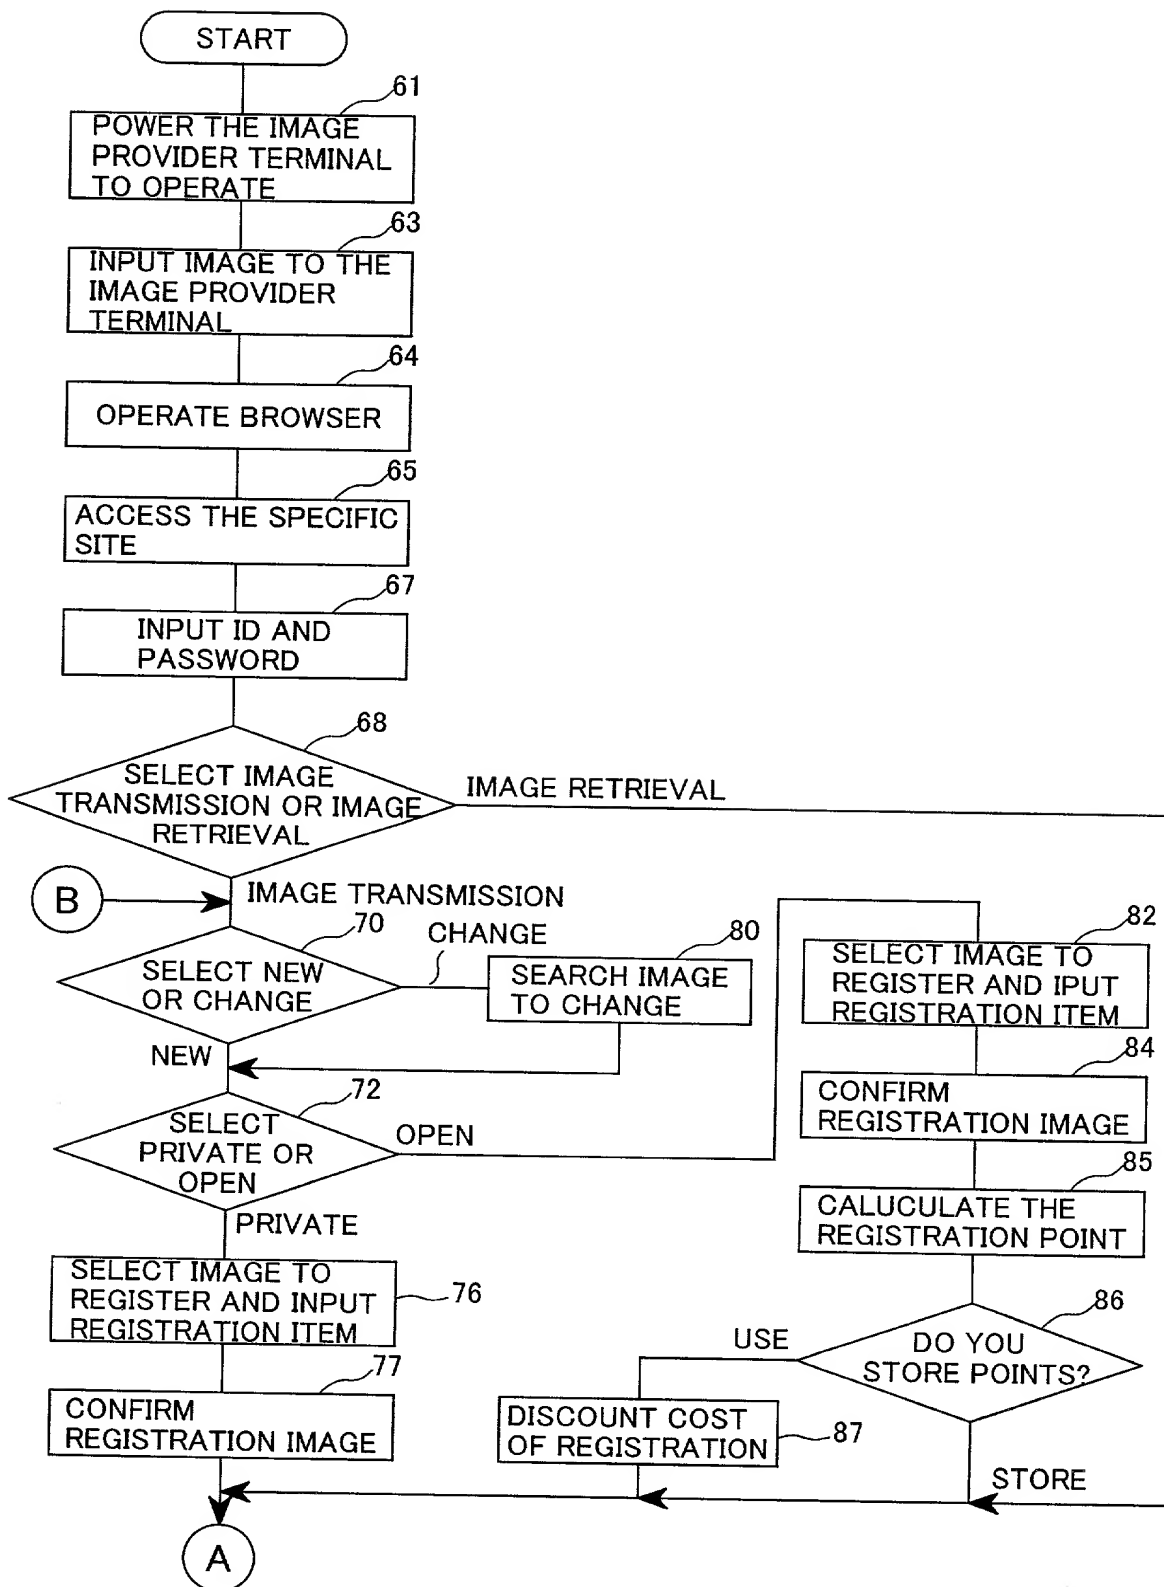 START
61
POWER THE IMAGE
PROVIDER TERMINAL
TO OPERATE
63
INPUT IMAGE TO THE
IMAGE PROVIDER
TERMINAL
64
OPERATE BROWSER
65
ACCESS THE SPECIFIC
SITE
67
INPUT ID AND
PASSWORD
68
SELECT IMAGE
TRANSMISSION OR IMAGE
RETRIEVAL
IMAGE RETRIEVAL
B
IMAGE TRANSMISSION
70
SELECT NEW
OR CHANGE
CHANGE
80
SEARCH IMAGE
TO CHANGE
NEW
72
SELECT
PRIVATE OR
OPEN
OPEN
PRIVATE
SELECT IMAGE TO
REGISTER AND INPUT
REGISTRATION ITEM
76
77
CONFIRM
REGISTRATION IMAGE
82
SELECT IMAGE TO
REGISTER AND IPUT
REGISTRATION ITEM
84
CONFIRM
REGISTRATION IMAGE
85
CALUCULATE THE
REGISTRATION POINT
86
DO YOU
STORE POINTS?
USE
DISCOUNT COST
OF REGISTRATION
87
STORE
A